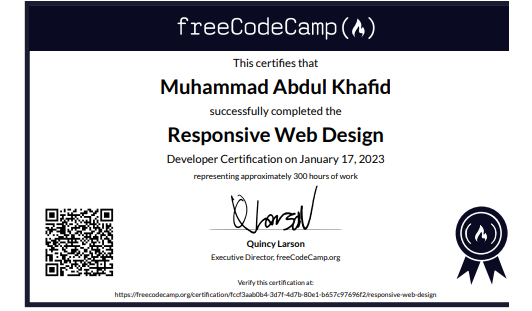 freeCodeCamp
This certifies that
Muhammad Abdul Khafid
successfully completed the
Responsive Web Design
Developer Certification on January 17, 2023
representing approximately 300 hours of work
Quincy Larson
Executive Director, freeCodeCamp.org
Verify this certification at:
https://freecodecamp.org/certification/fccf3aab0b4-3d7f-4d7b-80e1-b657c97696f2/responsive-web-design